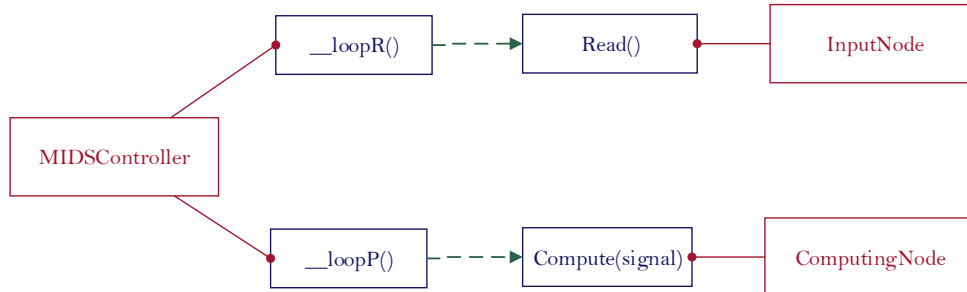 __loopR()
Read()
InputNode
MIDSController
__loopP()
Compute(signal)
ComputingNode